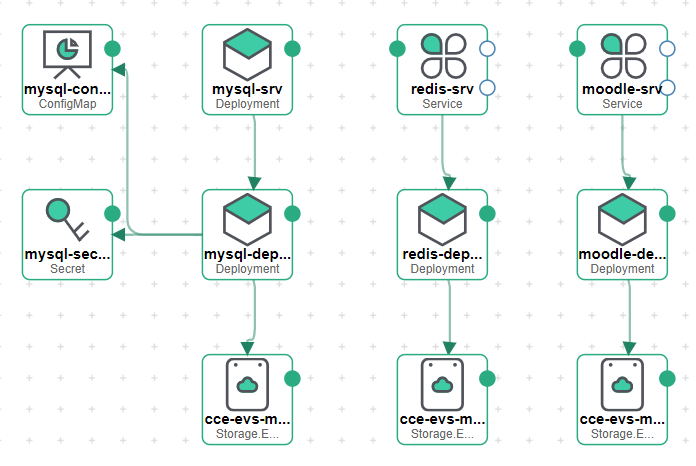 mysql-con...
ConfigMap
mysql-srv
Deployment
redis-srv
Service
moodle-srv
Service
mysql-sec...
Secret
mysql-dep...
Deployment
redis-dep...
Deployment
moodle-de...
Deployment
cce-evs-m...
Storage.E...
cce-evs-m...
Storage.E...
cce-evs-m...
Storage.E...